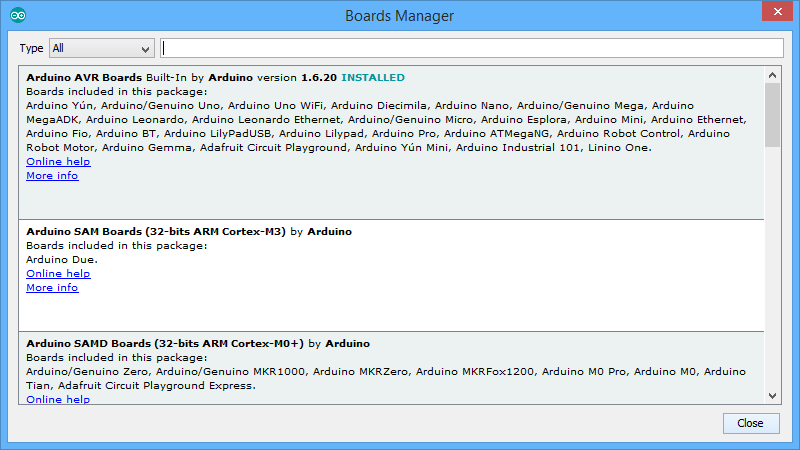 Boards Manager
Type All
Arduino AVR Boards Built-In by Arduino version 1.6.20 INSTALLED
Boards included in this package:
Arduino Yún, Arduino/Genuino Uno, Arduino Uno WiFi, Arduino Diecimila, Arduino Nano, Arduino/Genuino Mega, Arduino
MegaADK, Arduino Leonardo, Arduino Leonardo Ethernet, Arduino/Genuino Micro, Arduino Esplora, Arduino Mini, Arduino Ethernet,
Arduino Fio, Arduino BT, Arduino LilyPadUSB, Arduino Lilypad, Arduino Pro, Arduino ATMegaNG, Arduino Robot Control, Arduino
Robot Motor, Arduino Gemma, Adafruit Circuit Playground, Arduino Yún Mini, Arduino Industrial 101, Linino One.
Online help
More info
Arduino SAM Boards (32-bits ARM Cortex-M3) by Arduino
Boards included in this package:
Arduino Due.
Online help
More info
Arduino SAMD Boards (32-bits ARM Cortex-M0+) by Arduino
Boards included in this package:
Arduino/Genuino Zero, Arduino/Genuino MKR1000, Arduino MKRZero, Arduino MKRFox1200, Arduino M0 Pro, Arduino M0, Arduino
Tian, Adafruit Circuit Playground Express.
Online help
Close